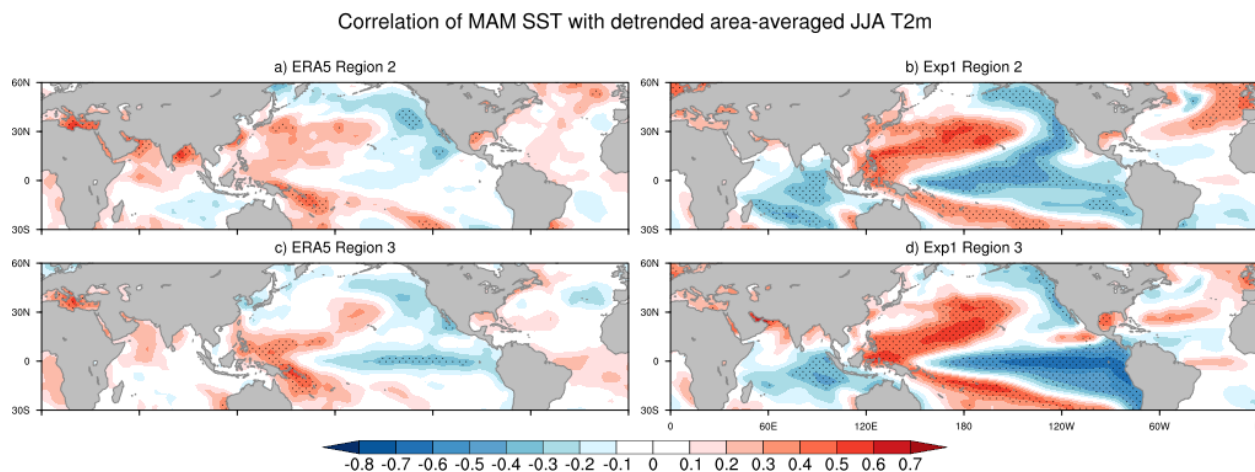 Correlation of MAM SST with detrended area-averaged JJA T2m
a) ERA5 Region 2
b) Exp1 Region 2
60N
30N
0
30S
60N
30N
0
30S
c) ERA5 Region 3
d) Exp1 Region 3
60N
30N
0
30S
60N
30N
0
30S
0 60E 120E 180 120W 60W
-0.8 -0.7 -0.6 -0.5 -0.4 -0.3 -0.2 -0.1 0 0.1 0.2 0.3 0.4 0.5 0.6 0.7